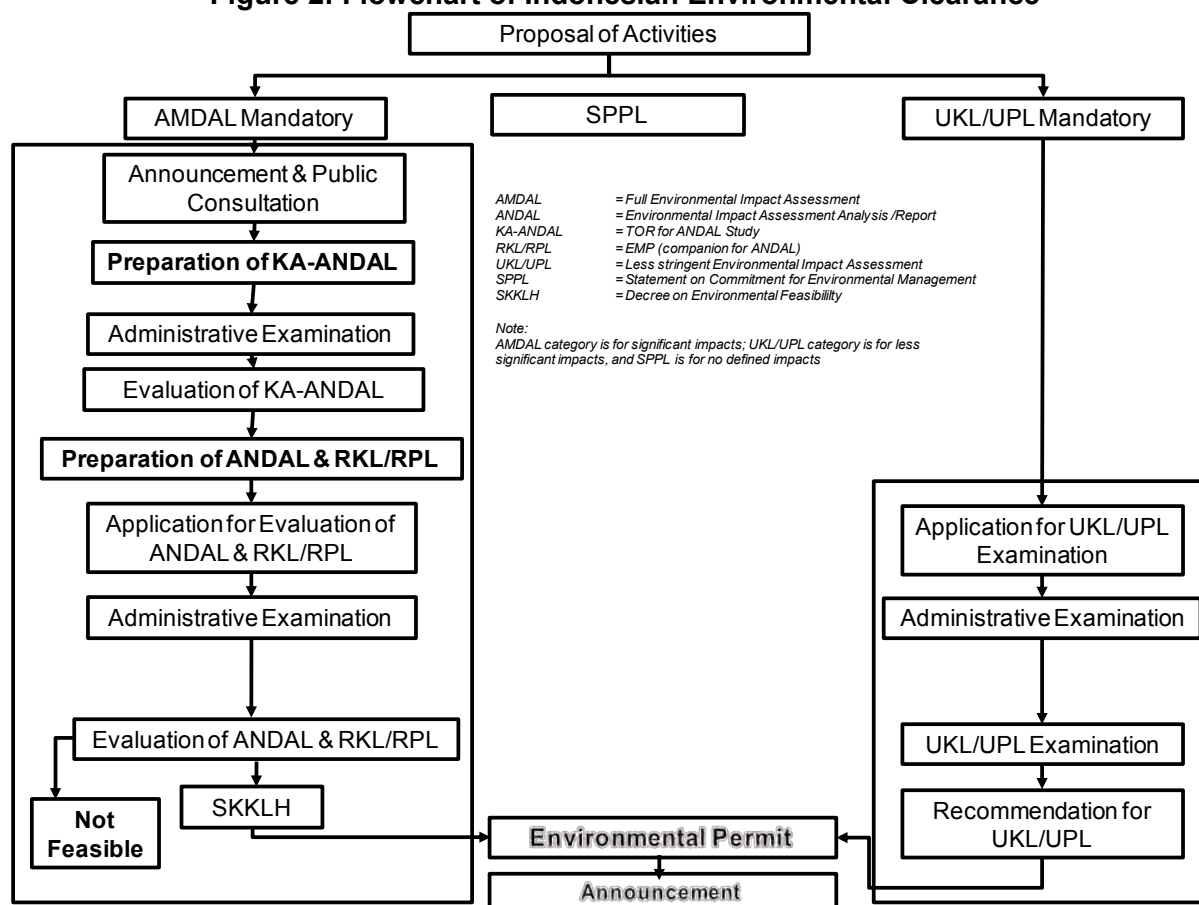 Figure 2. Flowchart of Indonesian Environmental Clearance
Proposal of Activities
AMDAL Mandatory
SPPL
UKL/UPL Mandatory
Announcement & Public
Consultation
Preparation of KA-ANDAL
Administrative Examination
Evaluation of KA-ANDAL
Preparation of ANDAL & RKL/RPL
Application for Evaluation of
ANDAL & RKL/RPL
Administrative Examination
Evaluation of ANDAL & RKL/RPL
Not
Feasible
SKKLH
AMDAL = Full Environmental Impact Assessment
ANDAL = Environmental Impact Assessment Analysis /Report
KA-ANDAL = TOR for ANDAL Study
RKL/RPL = EMP (companion for ANDAL)
UKL/UPL = Less stringent Environmental Impact Assessment
SPPL = Statement on Commitment for Environmental Management
SKKLH = Decree on Environmental Feasibililty
Note:
AMDAL category is for significant impacts; UKL/UPL category is for less
significant impacts, and SPPL is for no defined impacts
Application for UKL/UPL
Examination
Administrative Examination
UKL/UPL Examination
Recommendation for
UKL/UPL
Environmental Permit
Announcement